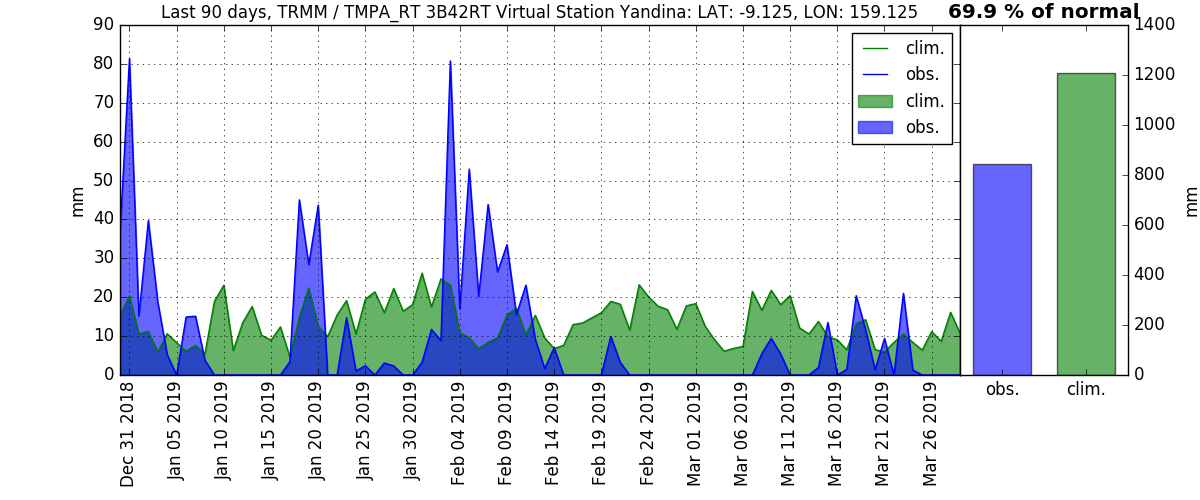 Last 90 days, TRMM / TMPA_RT 3B42RT Virtual Station Yandina: LAT: -9.125, LON: 159.125
69.9 % of normal
90
80
70
60
50
40
30
20
10
0
mm
clim.
obs.
clim.
obs.
1400
1200
1000
800
600
400
200
0
mm
Dec 31 2018
Jan 05 2019
Jan 10 2019
Jan 15 2019
Jan 20 2019
Jan 25 2019
Jan 30 2019
Feb 04 2019
Feb 09 2019
Feb 14 2019
Feb 19 2019
Feb 24 2019
Mar 01 2019
Mar 06 2019
Mar 11 2019
Mar 16 2019
Mar 21 2019
Mar 26 2019
obs.
clim.